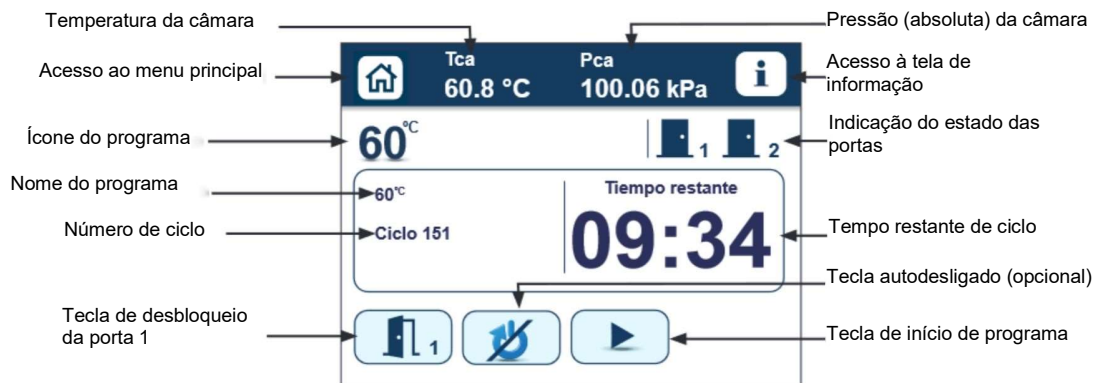 Temperatura da câmara
Pressão (absoluta) da câmara
Acesso ao menu principal
Tca
60.8 °C
Pca
100.06 kPa
i
Acesso à tela de
informação
Ícone do programa
60°C
1
2
Indicação do estado das
portas
Nome do programa
60°C
Tiempo restante
Número de ciclo
Ciclo 151
09:34
Tempo restante de ciclo
Tecla autodesligado (opcional)
Tecla de desbloqueio
da porta 1
1
Tecla de início de programa